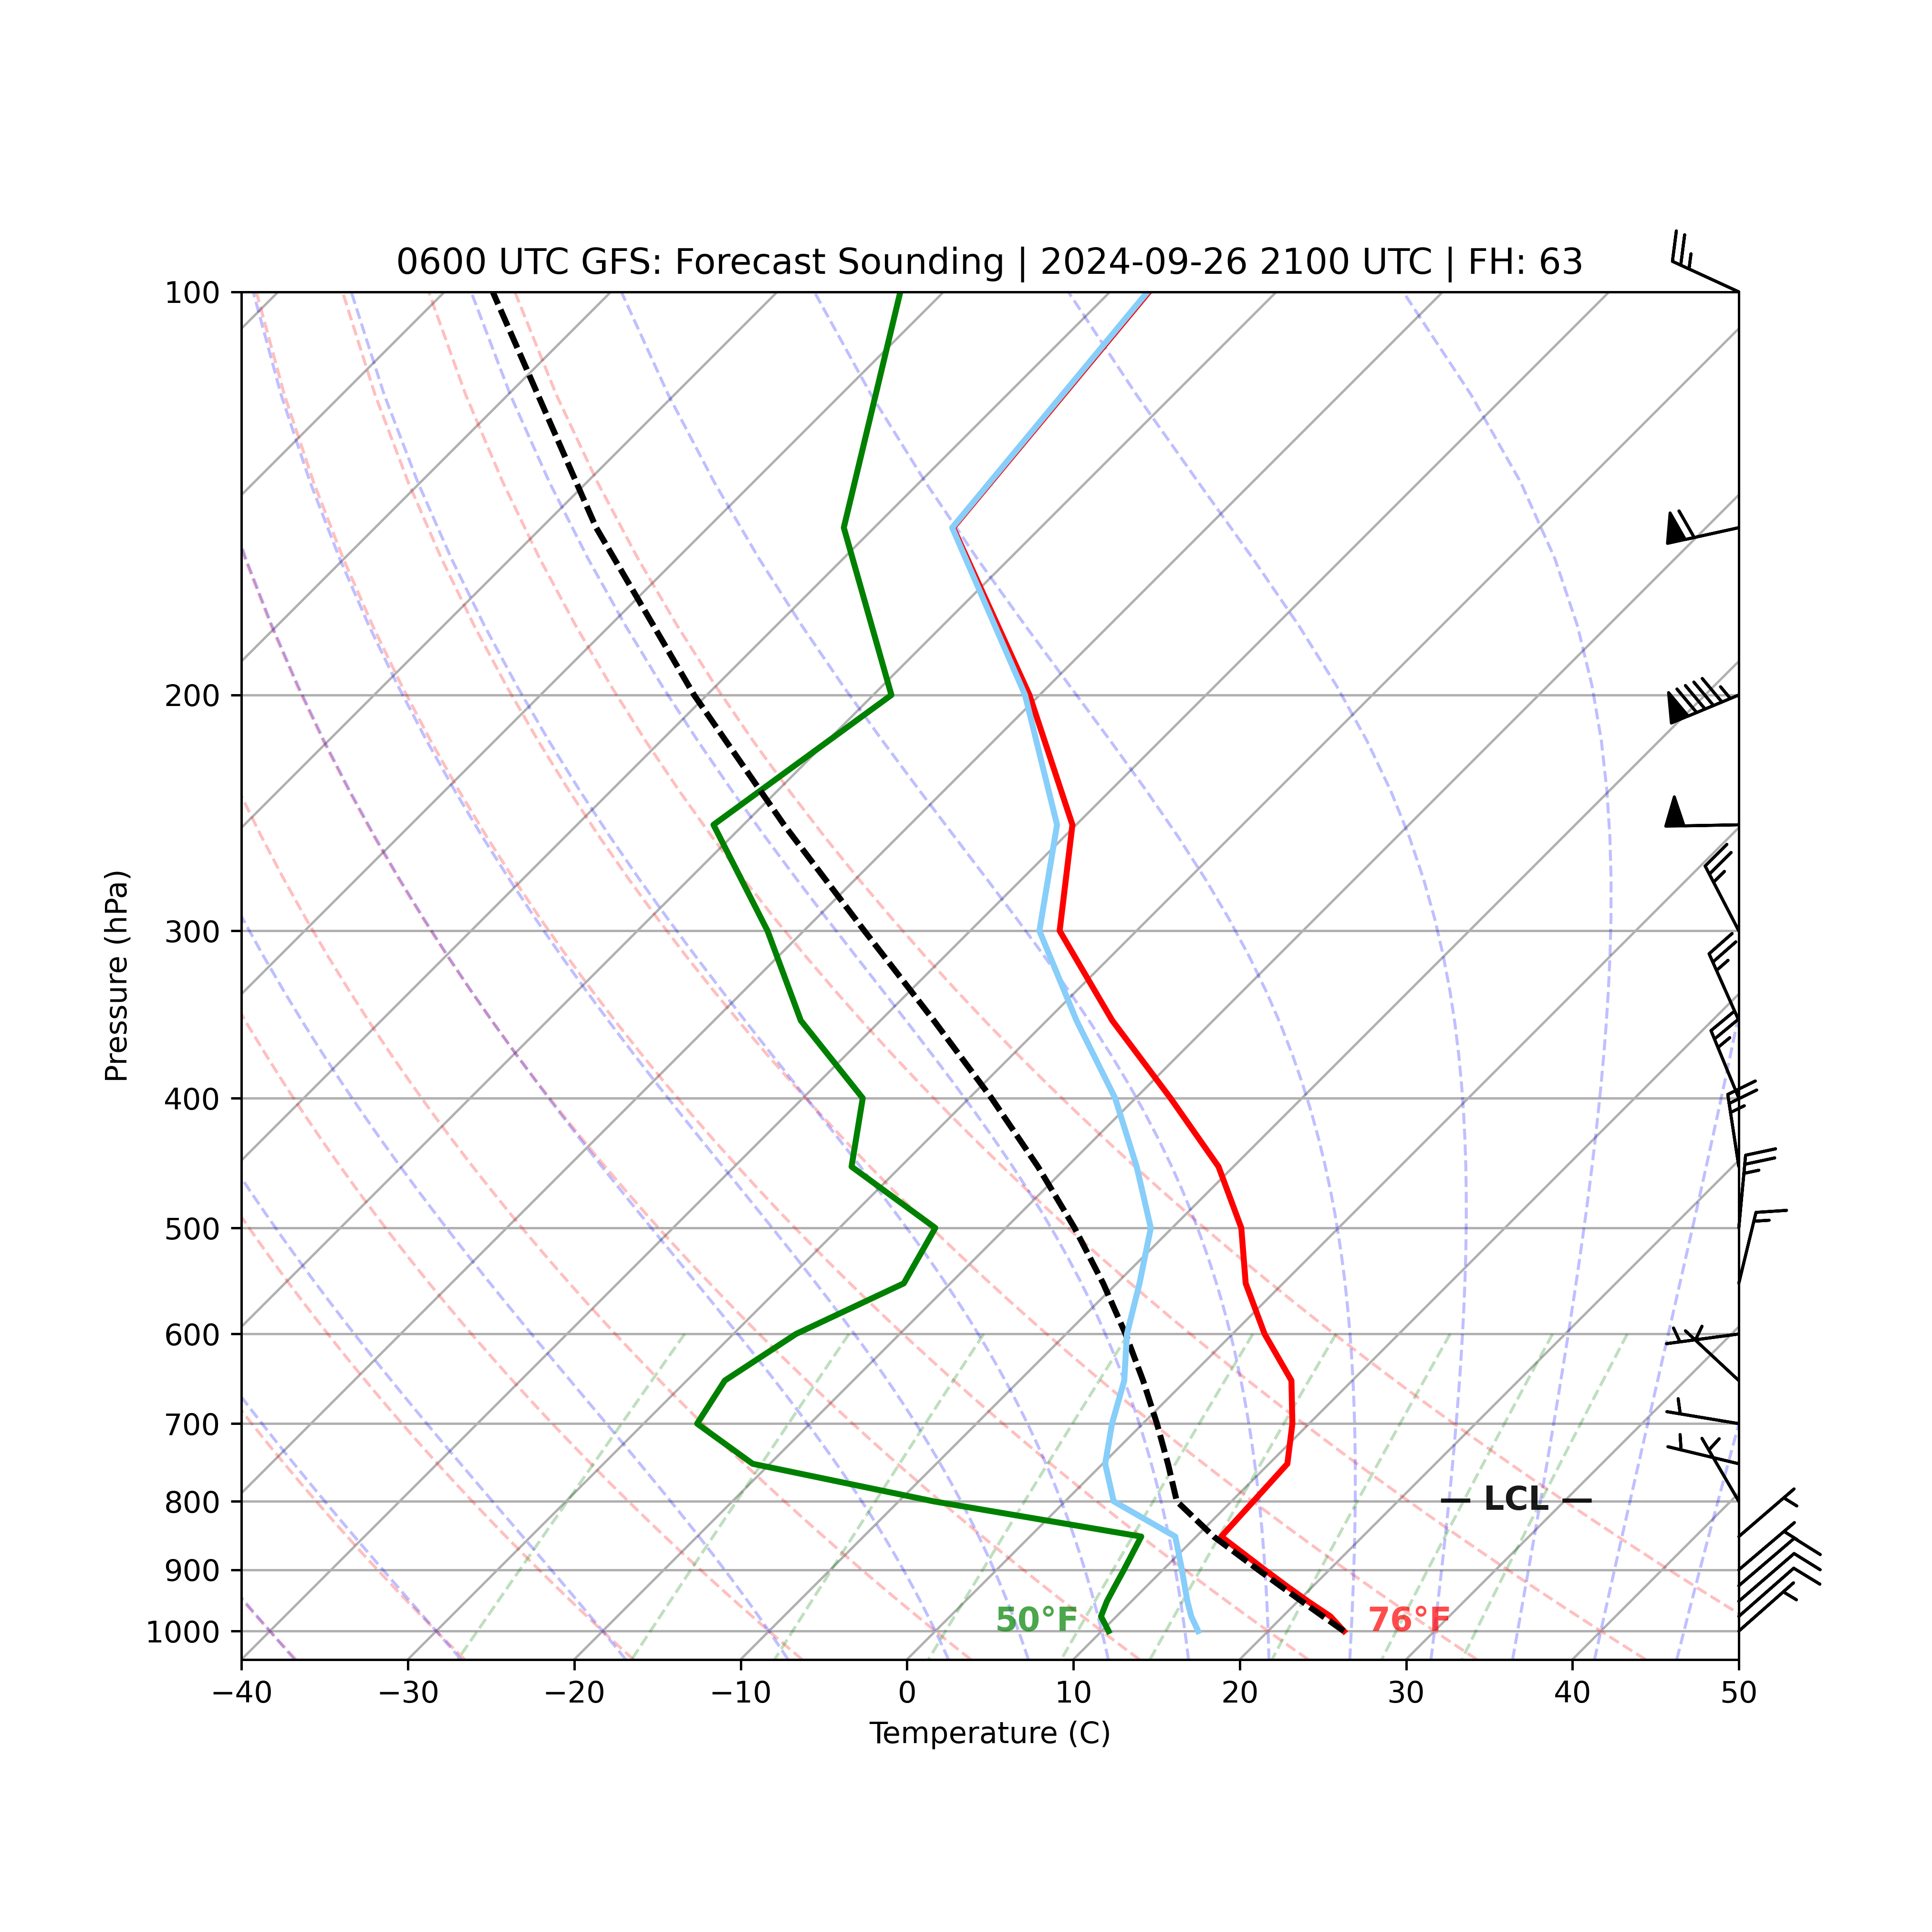 0600 UTC GFS: Forecast Sounding | 2024-09-26 2100 UTC | FH: 63
100
200
300
400
500
600
700
800
900
1000
Pressure (hPa)
— LCL —
50°F
76°F
−40 −30 −20 −10 0 10 20 30 40 50
Temperature (C)